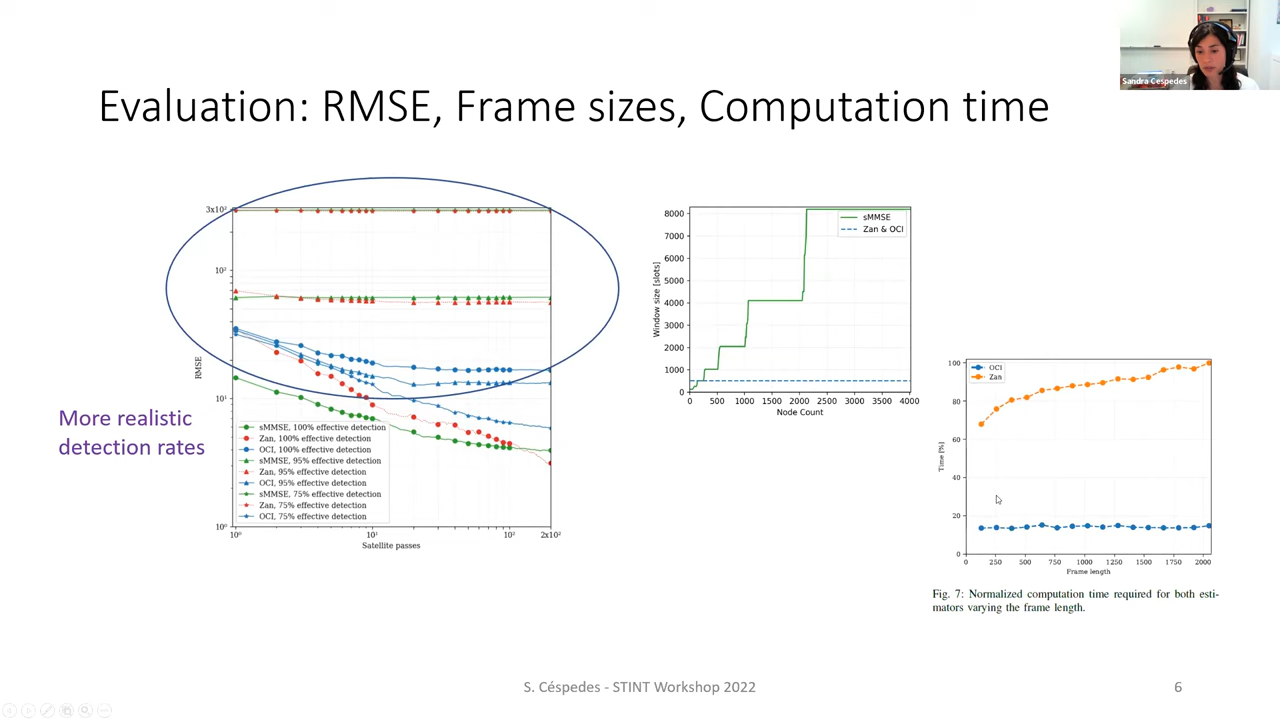 Sandra Cespedes
Evaluation: RMSE, Frame sizes, Computation time
More realistic
detection rates
3x10²
10²
10¹
10⁰
RMSE
sMMSE, 100% effective detection
Zan, 100% effective detection
OCI, 100% effective detection
sMMSE, 95% effective detection
Zan, 95% effective detection
OCI, 95% effective detection
sMMSE, 75% effective detection
Zan, 75% effective detection
OCI, 75% effective detection
10⁰ 10¹ 10² 2x10²
Satellite passes
8000
7000
6000
5000
4000
3000
2000
1000
0
Window size [slots]
sMMSE
Zan & OCI
0 500 1000 1500 2000 2500 3000 3500 4000
Node Count
100
80
60
40
20
0
Time [%]
OCI
Zan
0 250 500 750 1000 1250 1500 1750 2000
Frame length
Fig. 7: Normalized computation time required for both esti-
mators varying the frame length.
S. Céspedes - STINT Workshop 2022
6